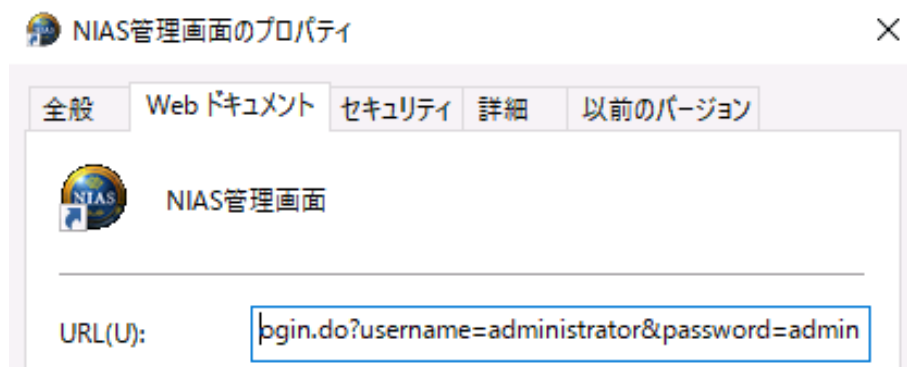 NIAS管理画面のプロパティ
全般 Web ドキュメント セキュリティ 詳細 以前のバージョン
NIAS
NIAS管理画面
URL(U): ogin.do?username=administrator&password=admin